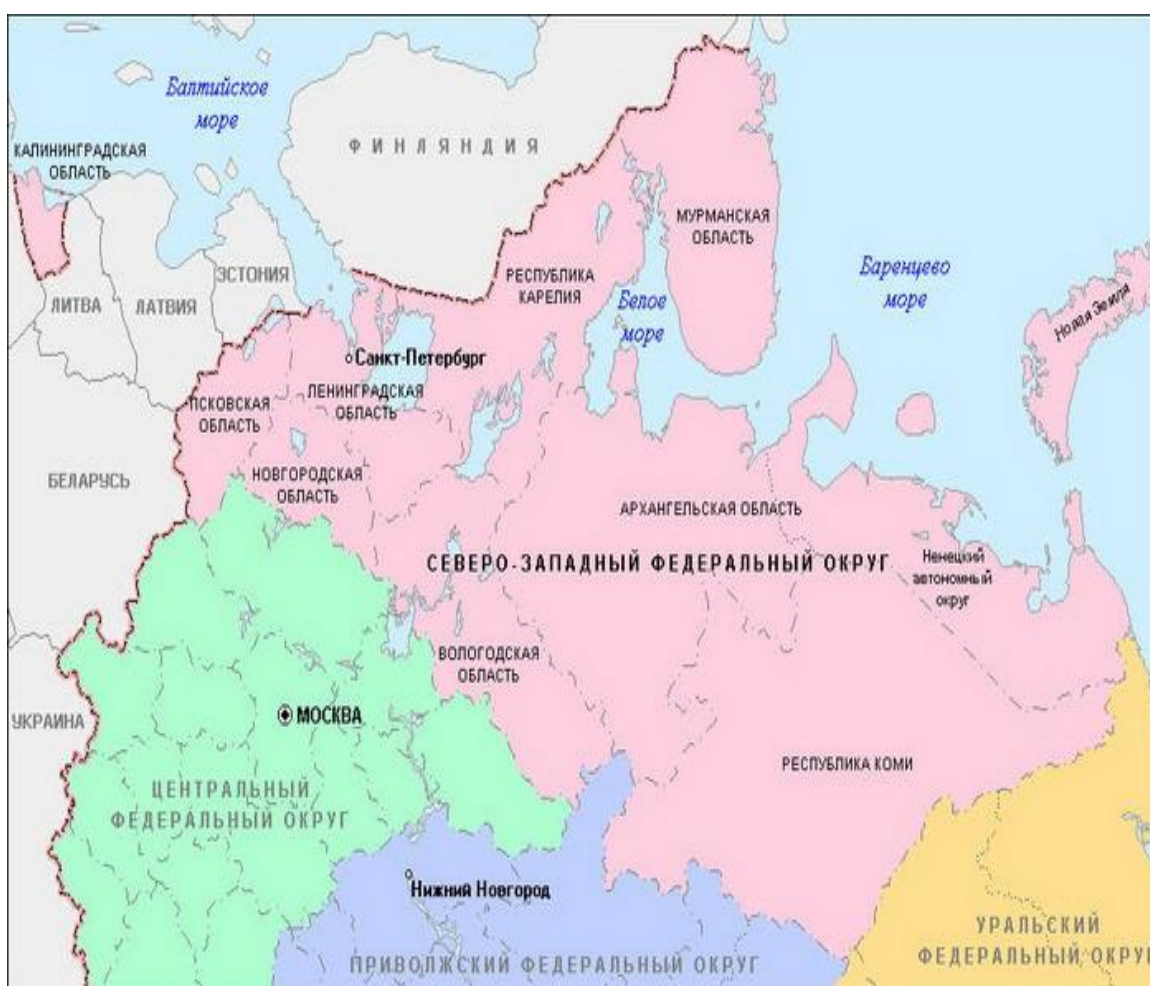 Балтийское
море
КАЛИНИНГРАДСКАЯ
ОБЛАСТЬ
ФИНЛЯНДИЯ
МУРМАНСКАЯ
ОБЛАСТЬ
ЭСТОНИЯ
ЛИТВА
ЛАТВИЯ
РЕСПУБЛИКА
КАРЕЛИЯ
Белое
море
Баренцево
море
Новая Земля
Санкт-Петербург
ПСКОВСКАЯ
ОБЛАСТЬ
ЛЕНИНГРАДСКАЯ
ОБЛАСТЬ
БЕЛАРУСЬ
НОВГОРОДСКАЯ
ОБЛАСТЬ
АРХАНГЕЛЬСКАЯ ОБЛАСТЬ
СЕВЕРО-ЗАПАДНЫЙ ФЕДЕРАЛЬНЫЙ ОКРУГ
Ненецкий
автономный
округ
ВОЛОГОДСКАЯ
ОБЛАСТЬ
УКРАИНА
МОСКВА
РЕСПУБЛИКА КОМИ
ЦЕНТРАЛЬНЫЙ
ФЕДЕРАЛЬНЫЙ ОКРУГ
Нижний Новгород
УРАЛЬСКИЙ
ФЕДЕРАЛЬНЫЙ ОКРУГ
ПРИВОЛЖСКИЙ ФЕДЕРАЛЬНЫЙ ОКРУГ